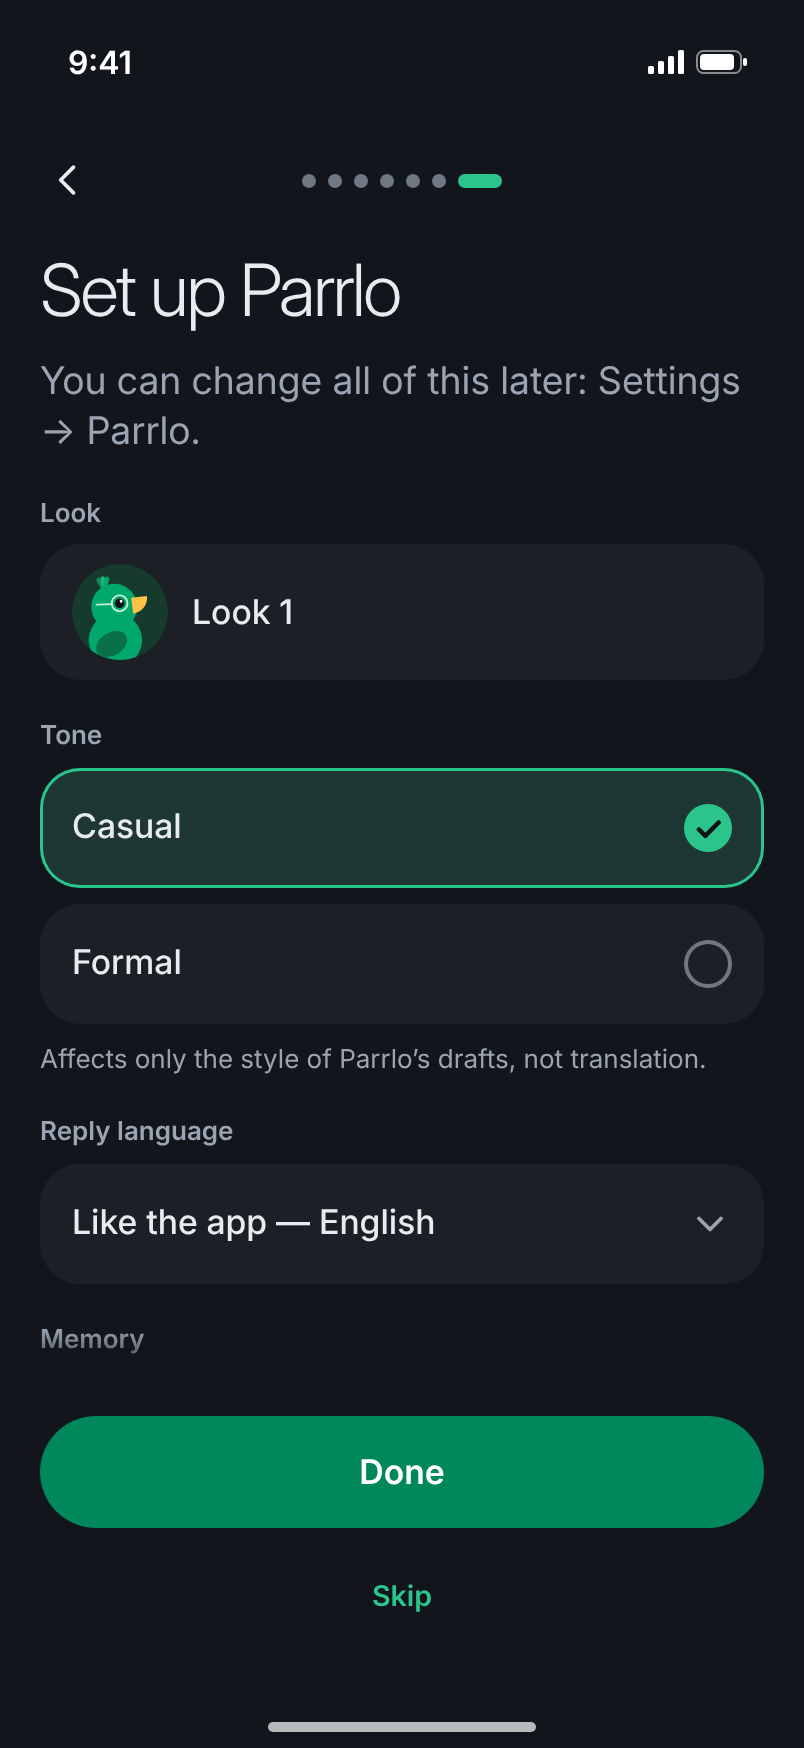 9:41
Set up Parrlo
You can change all of this later: Settings
→ Parrlo.
Look
Look 1
Tone
Casual
Formal
Affects only the style of Parrlo’s drafts, not translation.
Reply language
Like the app — English
Memory
Done
Skip